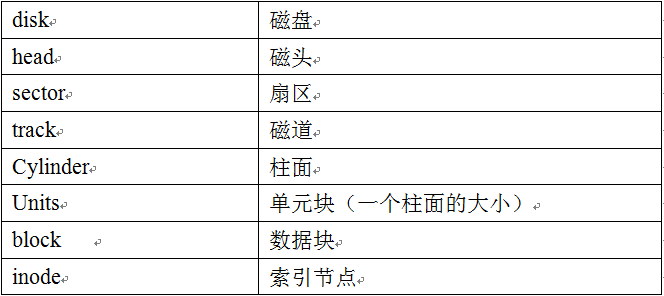 disk 磁盘
head 磁头
sector 扇区
track 磁道
Cylinder 柱面
Units 单元块（一个柱面的大小）
block 数据块
inode 索引节点